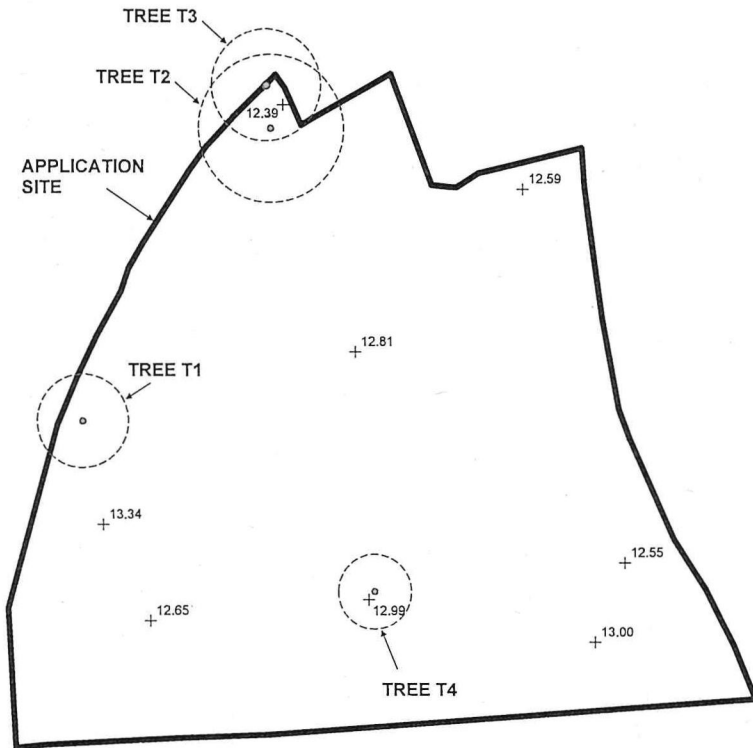 TREE T3
TREE T2
12.39
APPLICATION
SITE
12.59
12.81
TREE T1
13.34
12.55
12.99
12.65
13.00
TREE T4